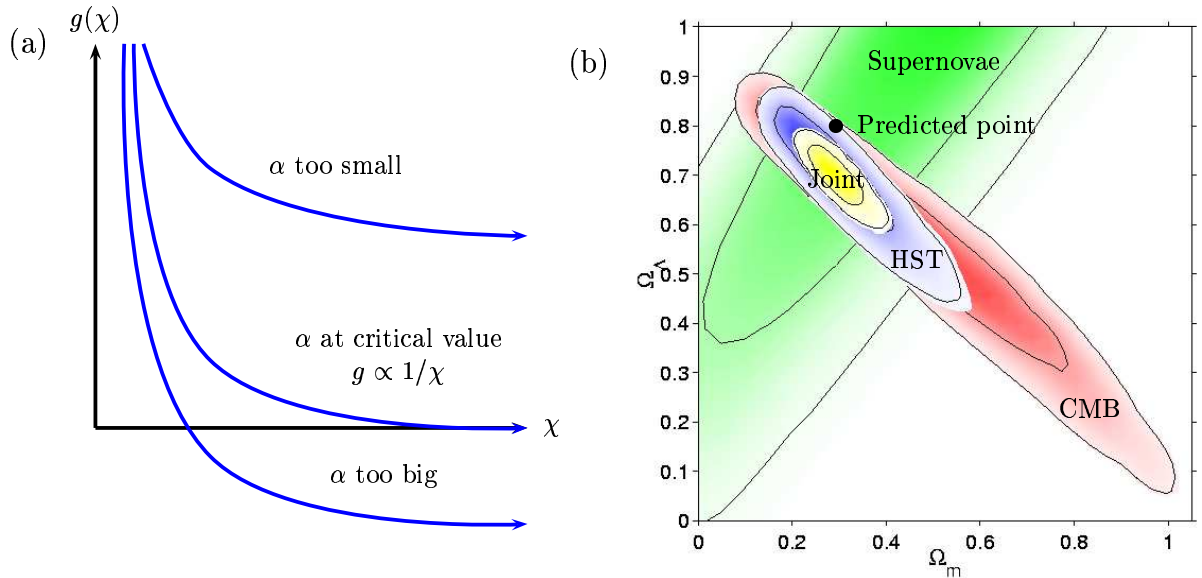 (a)
g(χ)
α too small
α at critical value
g ∝ 1/χ
χ
α too big
(b)
1
0.9
0.8
0.7
0.6
0.5
0.4
0.3
0.2
0.1
0
Ω_Λ
Supernovae
Predicted point
Joint
HST
CMB
0 0.2 0.4 0.6 0.8 1
Ω_m